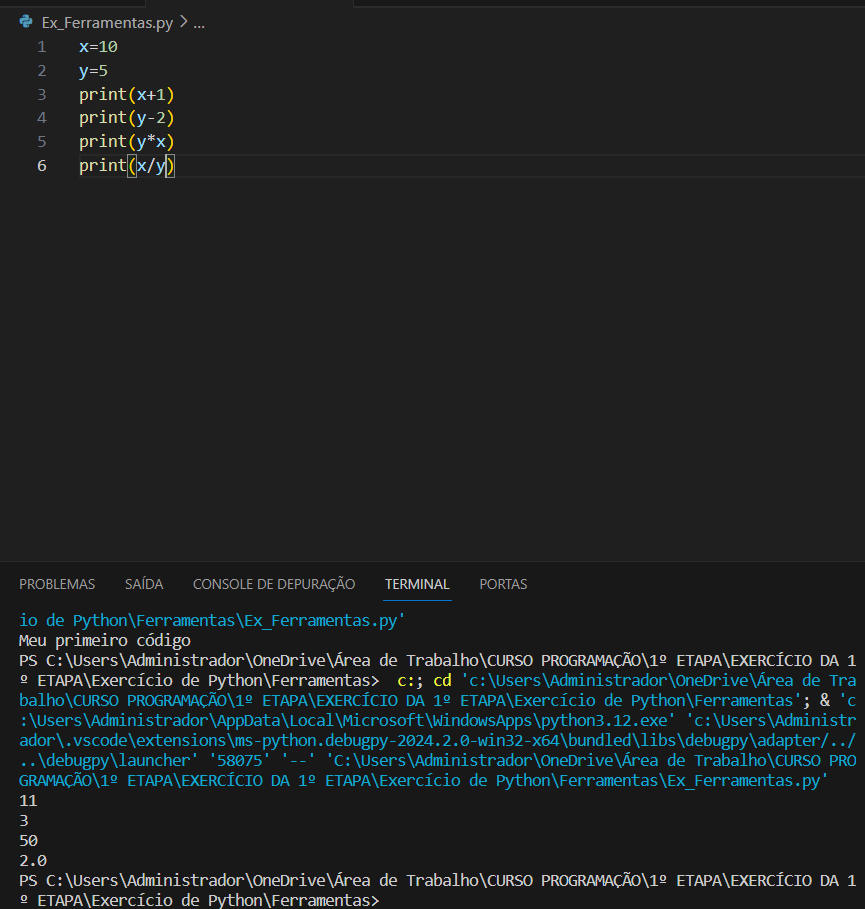 Ex_Ferramentas.py > ...
1 x=10
2 y=5
3 print(x+1)
4 print(y-2)
5 print(y*x)
6 print(x/y)
PROBLEMAS SAÍDA CONSOLE DE DEPURAÇÃO TERMINAL PORTAS
io de Python\Ferramentas\Ex_Ferramentas.py'
Meu primeiro código
PS C:\Users\Administrador\OneDrive\Área de Trabalho\CURSO PROGRAMAÇÃO\1º ETAPA\EXERCÍCIO DA 1
º ETAPA\Exercício de Python\Ferramentas>  c:; cd 'c:\Users\Administrador\OneDrive\Área de Tra
balho\CURSO PROGRAMAÇÃO\1º ETAPA\EXERCÍCIO DA 1º ETAPA\Exercício de Python\Ferramentas'; & 'c
:\Users\Administrador\AppData\Local\Microsoft\WindowsApps\python3.12.exe' 'c:\Users\Administr
ador\.vscode\extensions\ms-python.debugpy-2024.2.0-win32-x64\bundled\libs\debugpy\adapter/../
..\debugpy\launcher' '58075' '--' 'C:\Users\Administrador\OneDrive\Área de Trabalho\CURSO PRO
GRAMAÇÃO\1º ETAPA\EXERCÍCIO DA 1º ETAPA\Exercício de Python\Ferramentas\Ex_Ferramentas.py'
11
3
50
2.0
PS C:\Users\Administrador\OneDrive\Área de Trabalho\CURSO PROGRAMAÇÃO\1º ETAPA\EXERCÍCIO DA 1
º ETAPA\Exercício de Python\Ferramentas>